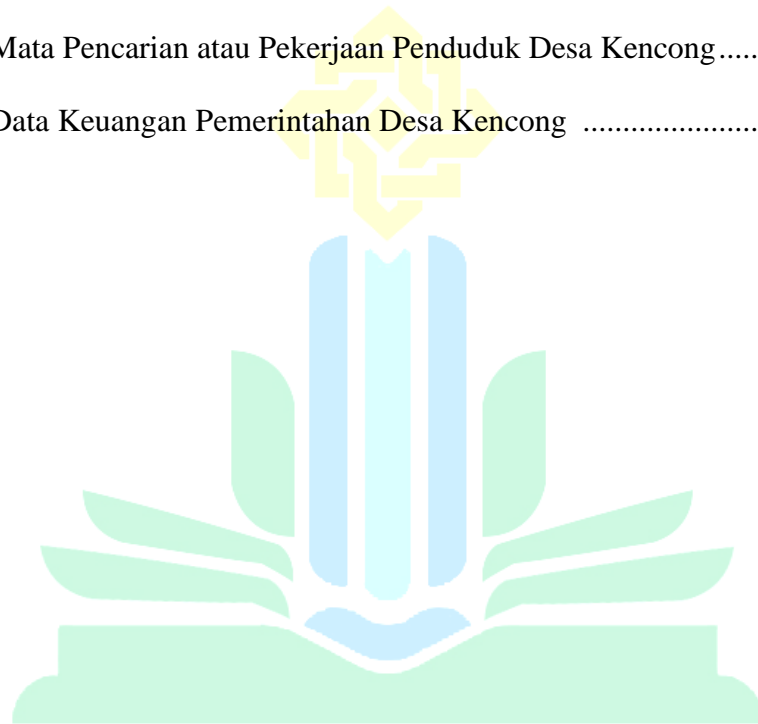 Mata Pencarian atau Pekerjaan Penduduk Desa Kencong.....
Data Keuangan Pemerintahan Desa Kencong .....................